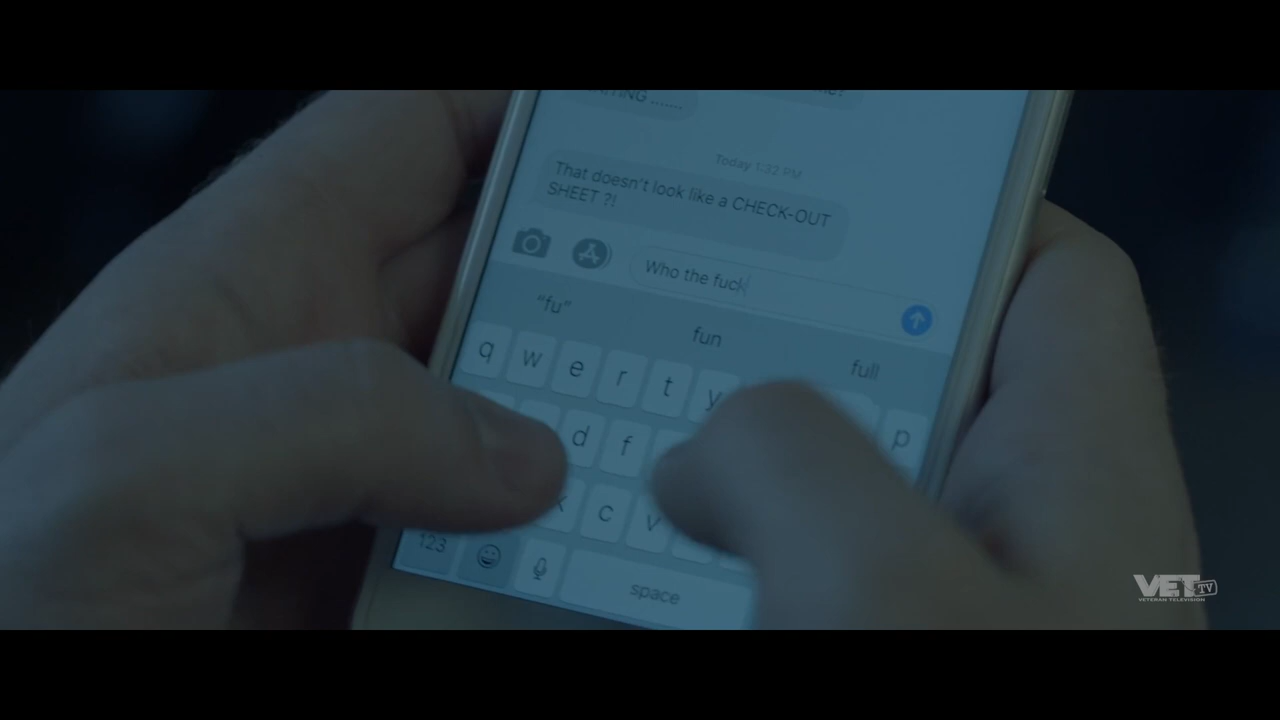 Today 1:32 PM
That doesn't look like a CHECK-OUT
SHEET ?!
Who the fuck
"fu" fun full
q w e r t y p
d f
c v
123
space
VET TV
VETERAN TELEVISION